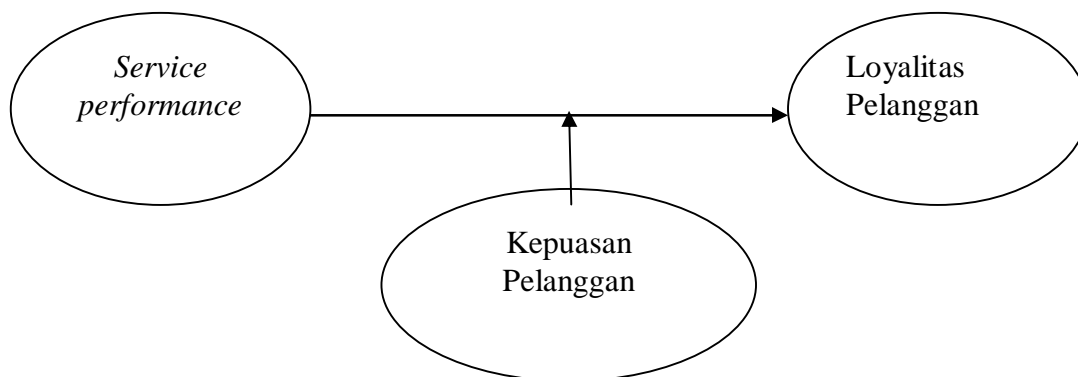 Service
performance
Loyalitas
Pelanggan
Kepuasan
Pelanggan